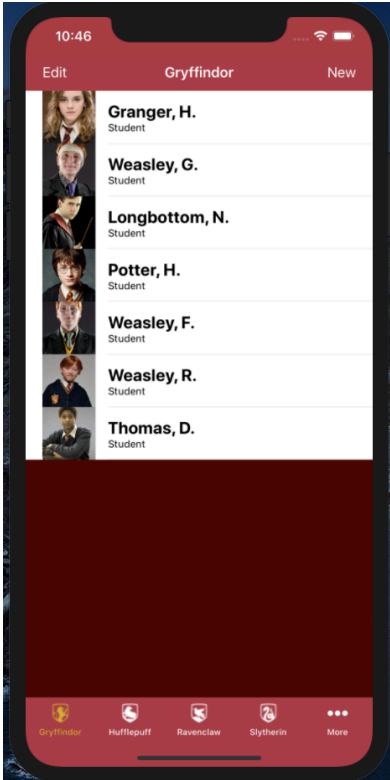 10:46
Edit Gryffindor New
Granger, H.
Student
Weasley, G.
Student
Longbottom, N.
Student
Potter, H.
Student
Weasley, F.
Student
Weasley, R.
Student
Thomas, D.
Student
Gryffindor Hufflepuff Ravenclaw Slytherin More